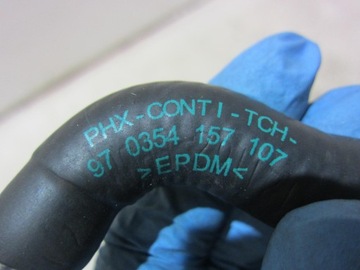 PHX-CONTI-TCH-
97 0354 157 107
>EPDM<